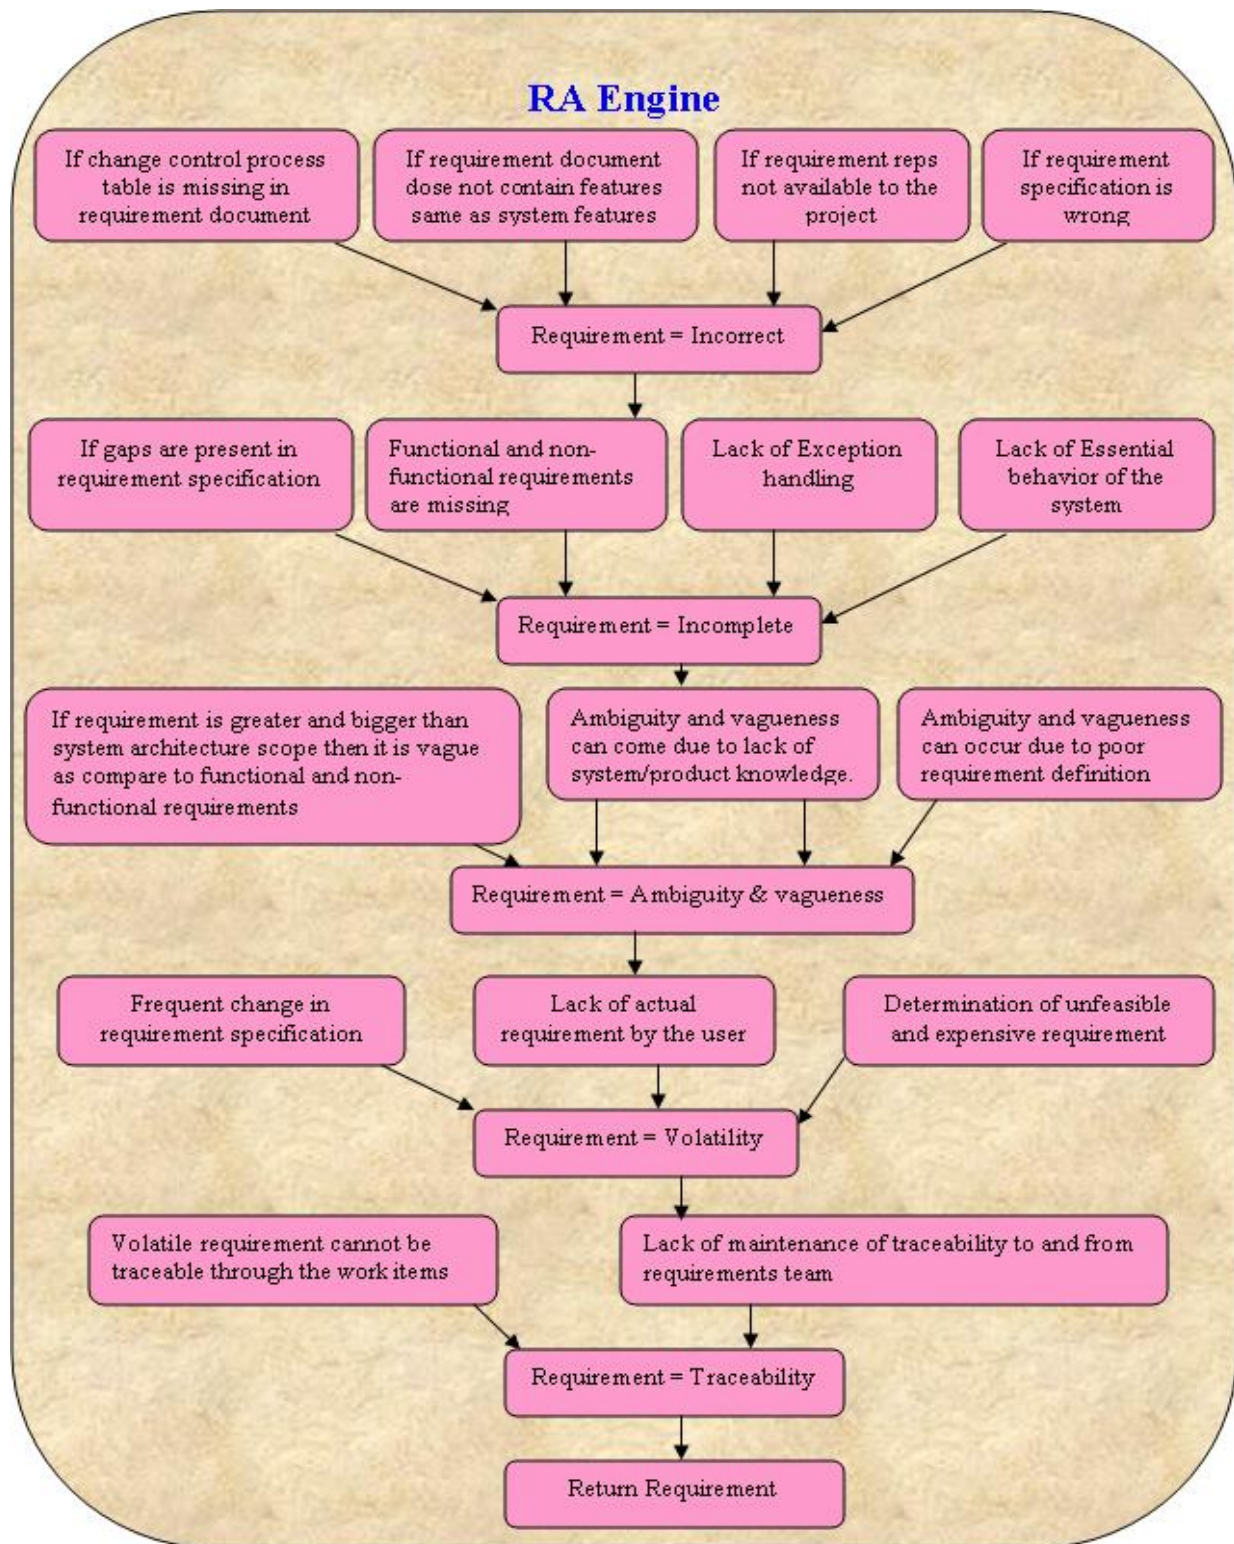 RA Engine
If change control process
table is missing in
requirement document
If requirement document
dose not contain features
same as system features
If requirement reps
not available to the
project
If requirement
specification is
wrong
Requirement = Incorrect
If gaps are present in
requirement specification
Functional and non-
functional requirements
are missing
Lack of Exception
handling
Lack of Essential
behavior of the
system
Requirement = Incomplete
If requirement is greater and bigger than
system architecture scope then it is vague
as compare to functional and non-
functional requirements
Ambiguity and vagueness
can come due to lack of
system/product knowledge.
Ambiguity and vagueness
can occur due to poor
requirement definition
Requirement = Ambiguity & vagueness
Frequent change in
requirement specification
Lack of actual
requirement by the user
Determination of unfeasible
and expensive requirement
Requirement = Volatility
Volatile requirement cannot be
traceable through the work items
Lack of maintenance of traceability to and from
requirements team
Requirement = Traceability
Return Requirement